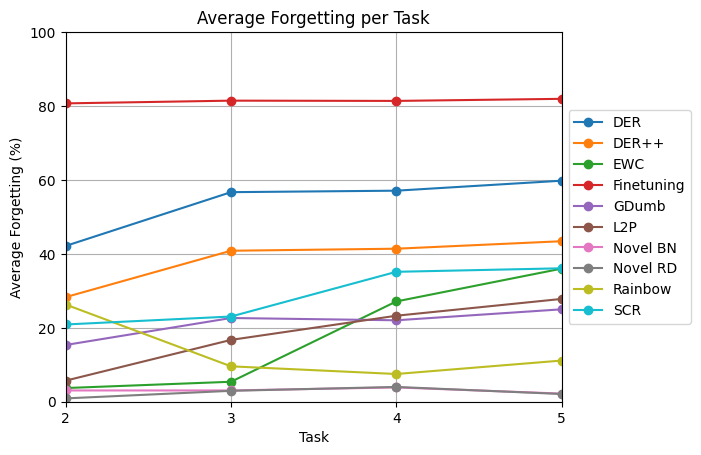 Average Forgetting per Task
Average Forgetting (%)
100
80
60
40
20
0
2
3
4
5
Task
DER
DER++
EWC
Finetuning
GDumb
L2P
Novel BN
Novel RD
Rainbow
SCR